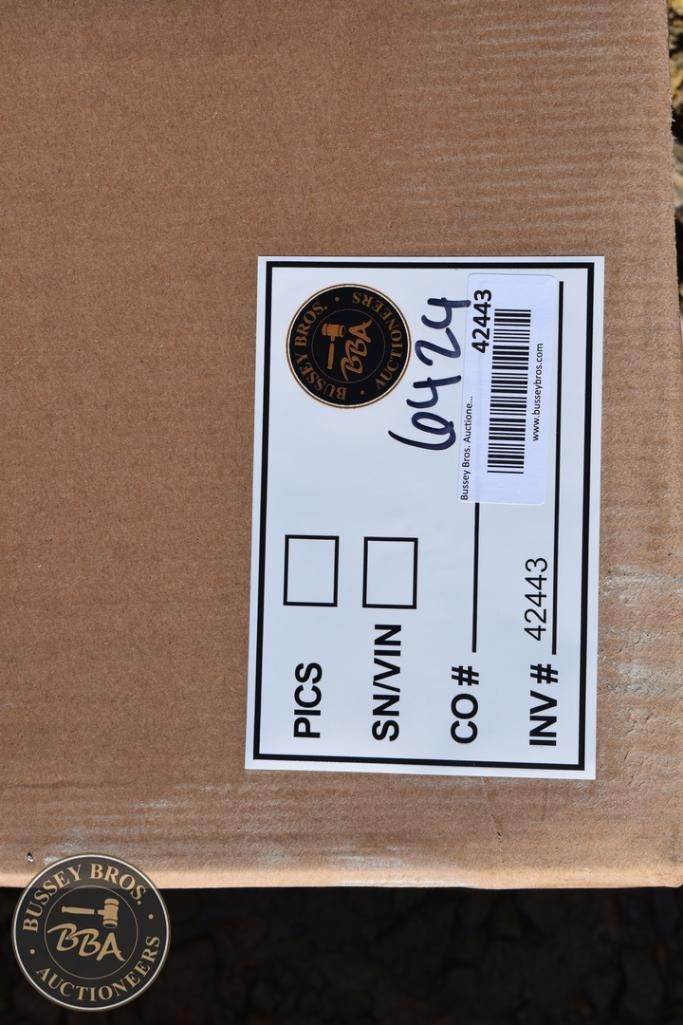 BUSSEY BROS. AUCTIONEERS
BBA
6424
PICS
SN/VIN
CO #
Bussey Bros. Auctione...
42443
www.busseybros.com
INV # 42443
BUSSEY BROS. AUCTIONEERS
BBA